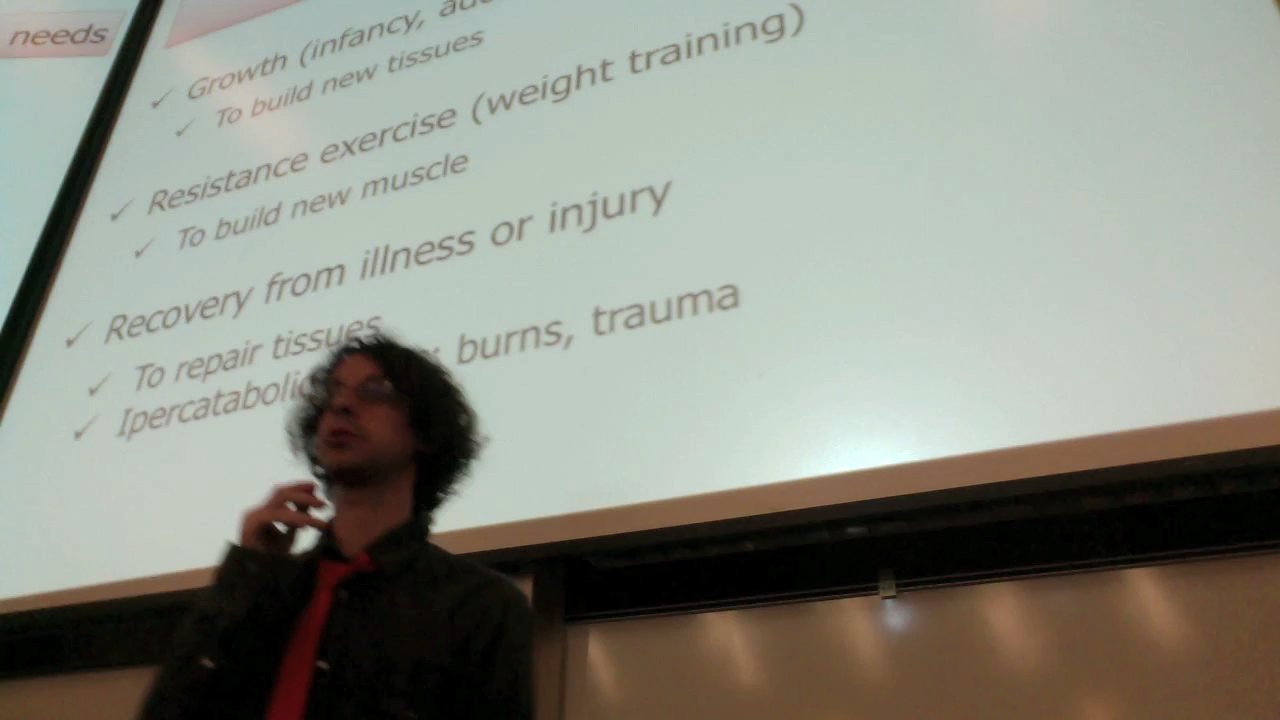 needs
Growth (infancy,
To build new tissues
Resistance exercise (weight training)
To build new muscle
Recovery from illness or injury
To repair tissues
Ipercatabolic burns, trauma